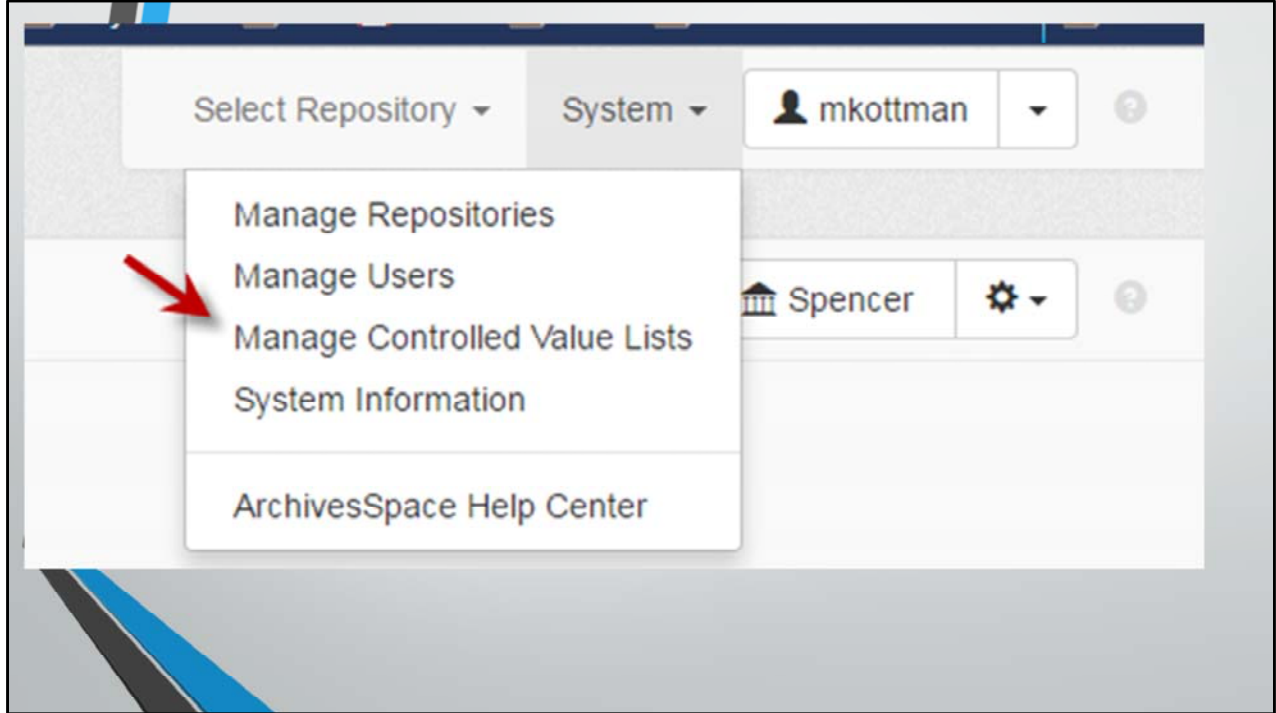 Select Repository System mkottman
Manage Repositories
Manage Users
Spencer
Manage Controlled Value Lists
System Information
ArchivesSpace Help Center